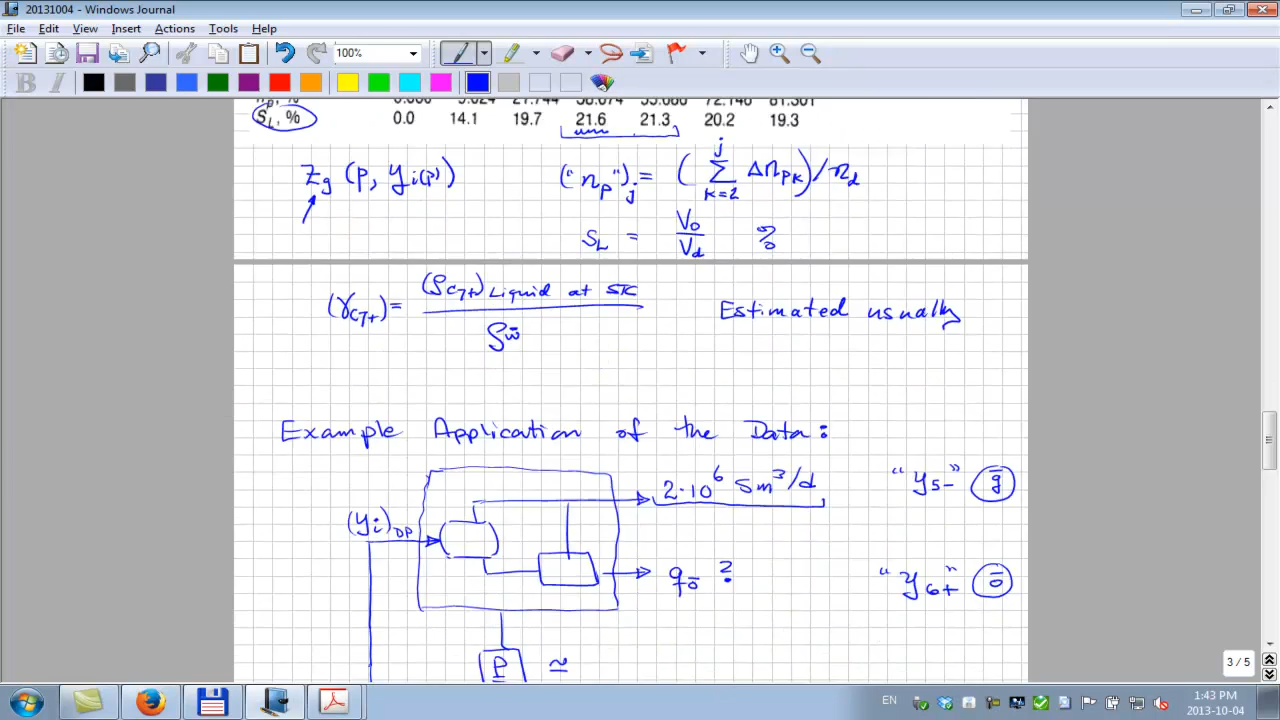 20131004 - Windows Journal
File Edit View Insert Actions Tools Help
100%
B I
S_L, % 0.0 14.1 19.7 21.6 21.3 20.2 19.3
Z_g (p, y_i(p))
("n_p")_j = (∑_{k=2}^{j} Δn_pk) / n_d
S_L = V_o / V_d %
(γ_C7+) = (ρ_C7+) Liquid at STC / ρ_w̄
Estimated usually
Example Application of the Data:
2·10^6 Sm^3/d "y_5-" ḡ
(y_i)_DP
q_ō ? "y_6+" ō
P ≅
3 / 5
EN 1:43 PM
2013-10-04